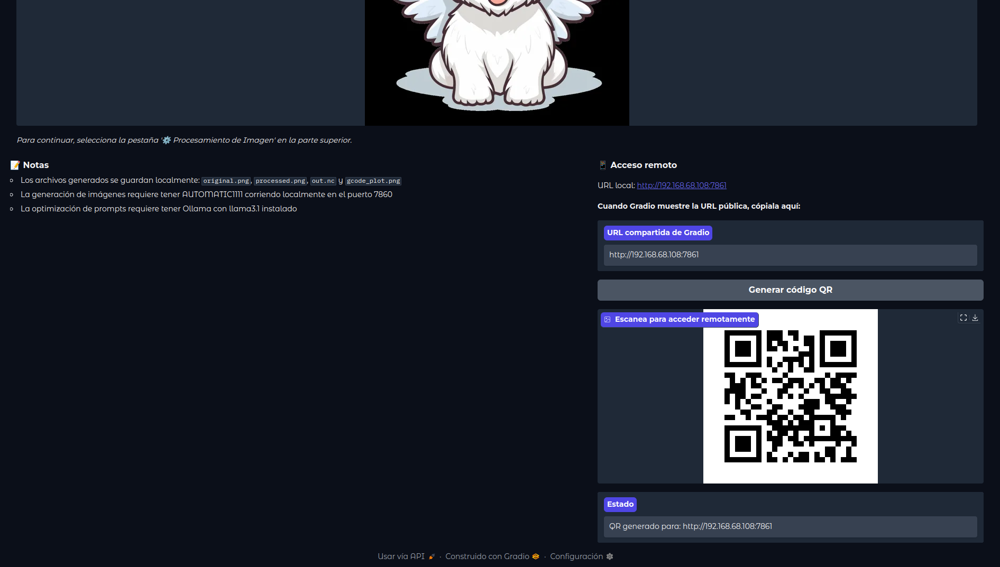 Para continuar, selecciona la pestaña '⚙️ Procesamiento de Imagen' en la parte superior.
📝 Notas
Los archivos generados se guardan localmente: original.png, processed.png, out.nc y gcode_plot.png
La generación de imágenes requiere tener AUTOMATIC1111 corriendo localmente en el puerto 7860
La optimización de prompts requiere tener Ollama con llama3.1 instalado
📱 Acceso remoto
URL local: http://192.168.68.108:7861
Cuando Gradio muestre la URL pública, cópiala aquí:
URL compartida de Gradio
http://192.168.68.108:7861
Generar código QR
Escanea para acceder remotamente
Estado
QR generado para: http://192.168.68.108:7861
Usar vía API 🚀 · Construido con Gradio · Configuración ⚙️